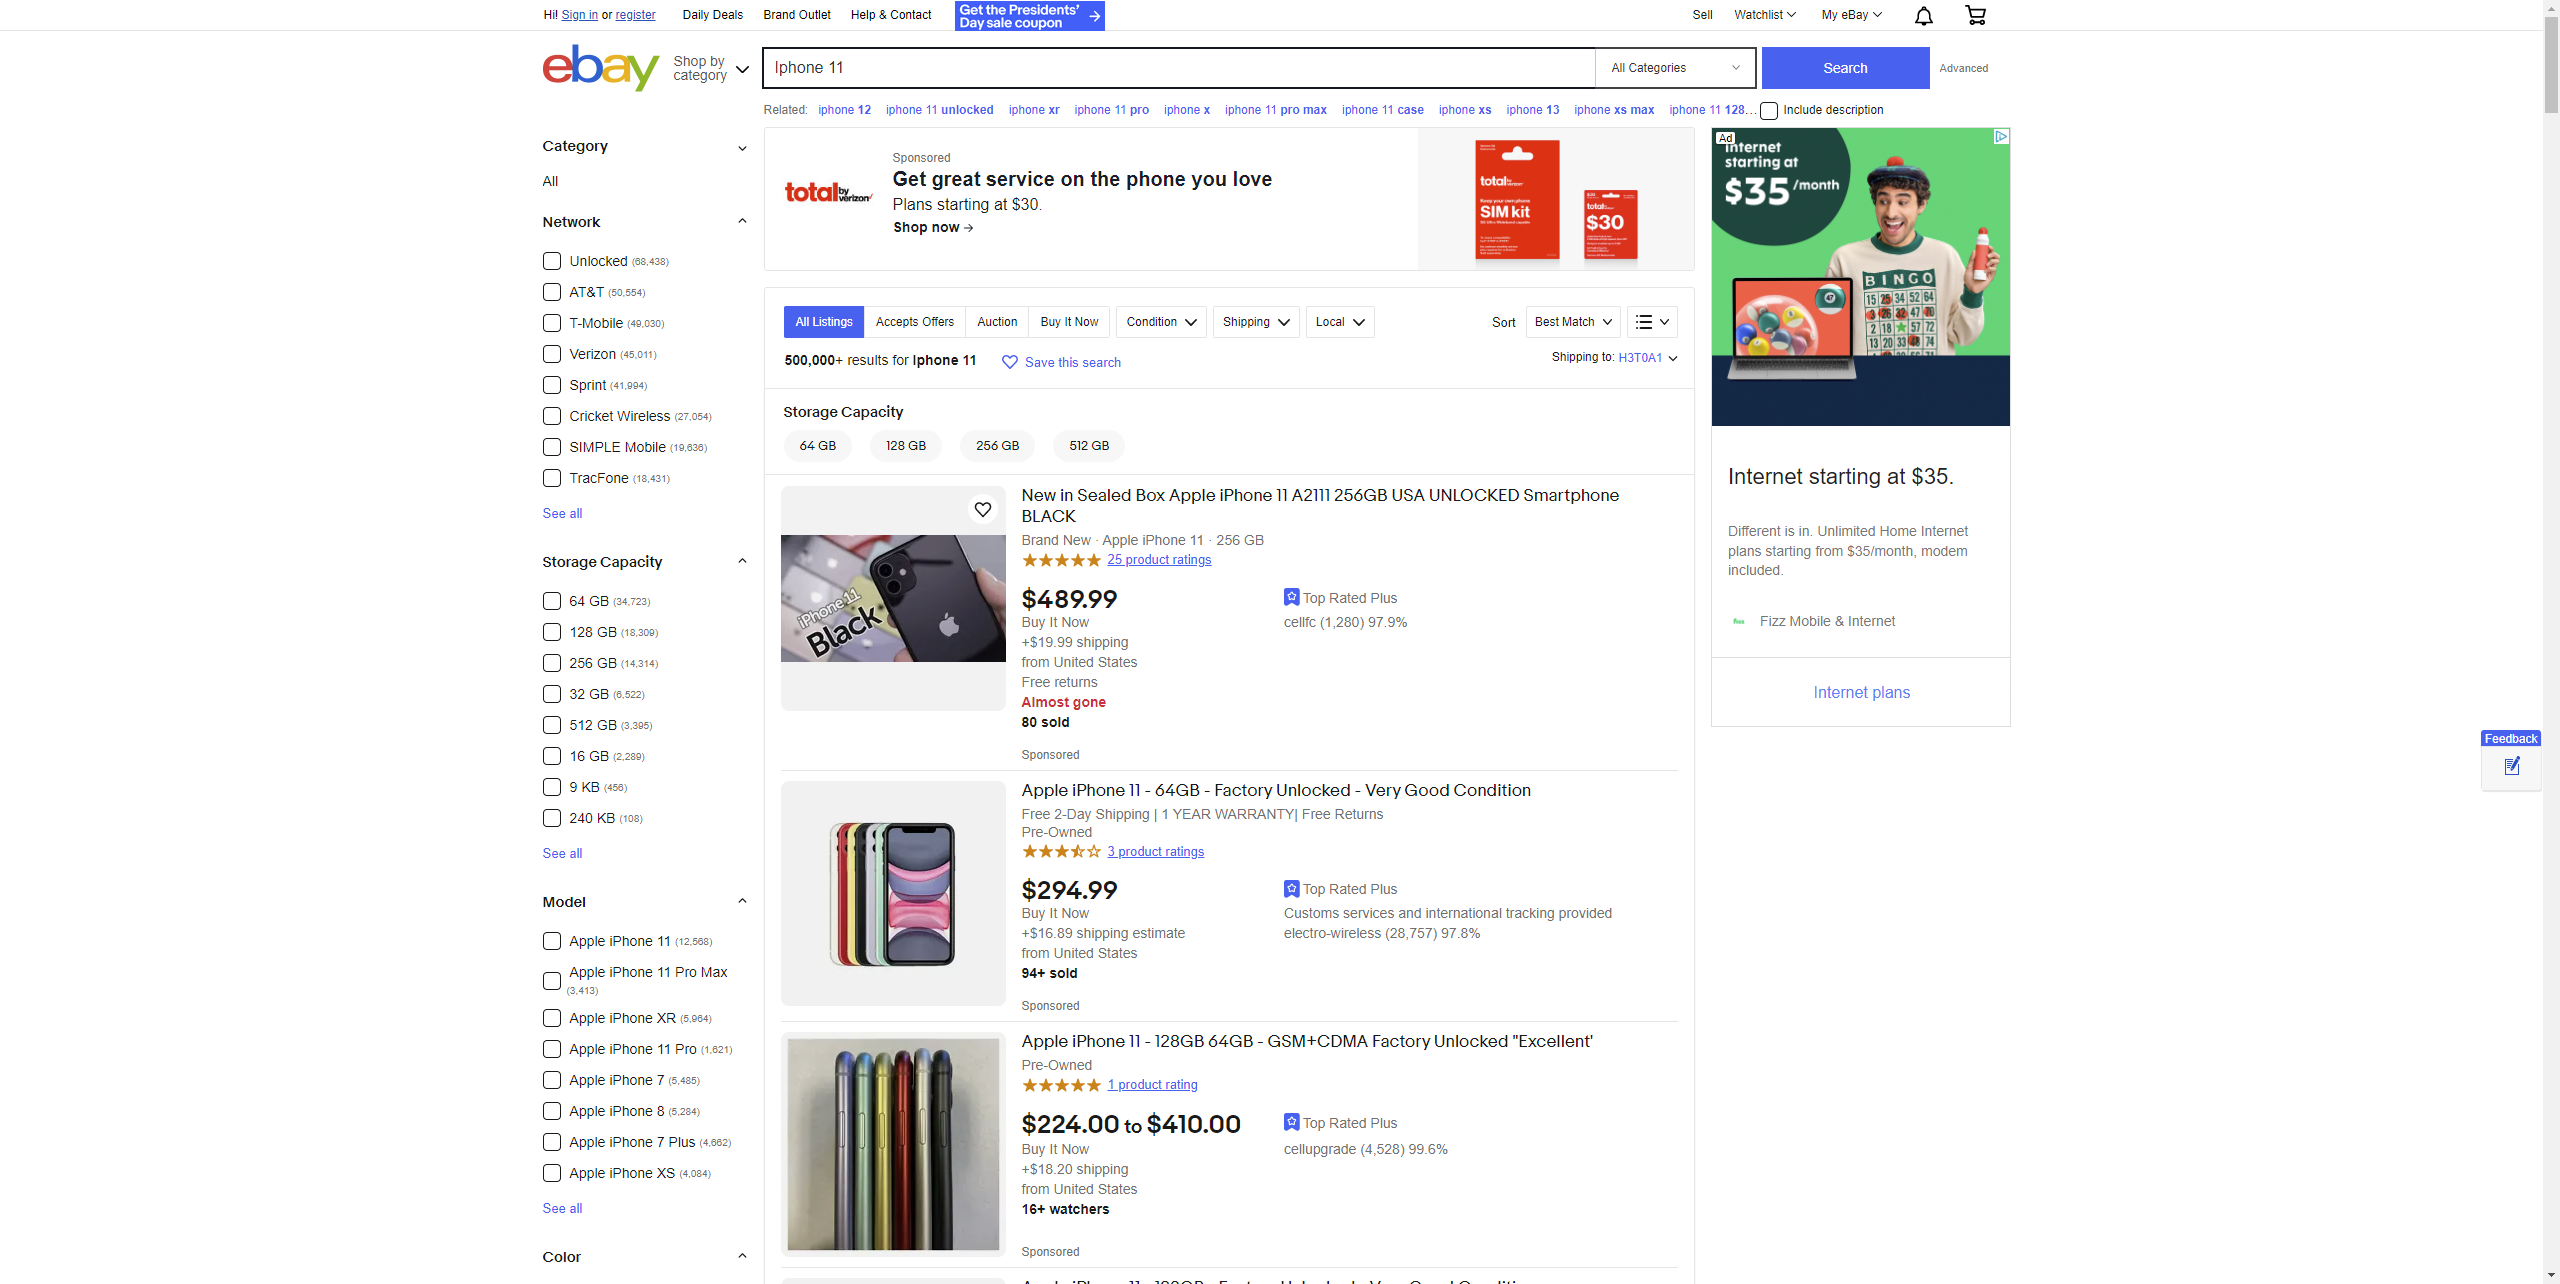 Hi! Sign in or register
Daily Deals
Brand Outlet
Help & Contact
Get the Presidents'
Day sale coupon
Sell
Watchlist
My eBay
ebay
Shop by
category
Iphone 11
All Categories
Search
Advanced
Related: iphone 12 iphone 11 unlocked iphone xr iphone 11 pro iphone x iphone 11 pro max iphone 11 case iphone xs iphone 13 iphone xs max iphone 11 128... Include description
Category
All
Network
Unlocked (68,438)
AT&T (50,554)
T-Mobile (49,030)
Verizon (45,011)
Sprint (41,994)
Cricket Wireless (27,054)
SIMPLE Mobile (19,636)
TracFone (18,431)
See all
Storage Capacity
64 GB (34,723)
128 GB (18,309)
256 GB (14,314)
32 GB (6,522)
512 GB (3,395)
16 GB (2,289)
9 KB (456)
240 KB (108)
See all
Model
Apple iPhone 11 (12,568)
Apple iPhone 11 Pro Max
(3,413)
Apple iPhone XR (5,964)
Apple iPhone 11 Pro (1,621)
Apple iPhone 7 (5,485)
Apple iPhone 8 (5,284)
Apple iPhone 7 Plus (4,662)
Apple iPhone XS (4,084)
See all
Color
Sponsored
total by verizon
Get great service on the phone you love
Plans starting at $30.
Shop now
total by verizon
Keep your own phone
SIM kit
total by verizon
$30
All Listings
Accepts Offers
Auction
Buy It Now
Condition
Shipping
Local
Sort
Best Match
500,000+ results for Iphone 11
Save this search
Shipping to: H3T0A1
Storage Capacity
64 GB
128 GB
256 GB
512 GB
iPhone 11
Black
New in Sealed Box Apple iPhone 11 A2111 256GB USA UNLOCKED Smartphone
BLACK
Brand New · Apple iPhone 11 · 256 GB
25 product ratings
$489.99
Buy It Now
+$19.99 shipping
from United States
Free returns
Almost gone
80 sold
Sponsored
Top Rated Plus
cellfc (1,280) 97.9%
Apple iPhone 11 - 64GB - Factory Unlocked - Very Good Condition
Free 2-Day Shipping | 1 YEAR WARRANTY| Free Returns
Pre-Owned
3 product ratings
$294.99
Buy It Now
+$16.89 shipping estimate
from United States
94+ sold
Sponsored
Top Rated Plus
Customs services and international tracking provided
electro-wireless (28,757) 97.8%
Apple iPhone 11 - 128GB 64GB - GSM+CDMA Factory Unlocked "Excellent'
Pre-Owned
1 product rating
$224.00 to $410.00
Buy It Now
+$18.20 shipping
from United States
16+ watchers
Sponsored
Top Rated Plus
cellupgrade (4,528) 99.6%
Ad
Internet
starting at
$35/month
BINGO
15 25 34 52 64
47
Internet starting at $35.
Different is in. Unlimited Home Internet
plans starting from $35/month, modem
included.
fizz
Fizz Mobile & Internet
Internet plans
Feedback